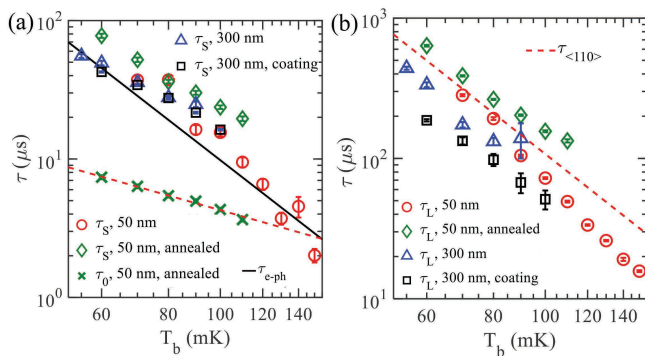 (a)
τ_S, 300 nm
τ_S, 300 nm, coating
10²
10¹
10⁰
τ (μs)
τ_S, 50 nm
τ_S, 50 nm, annealed
τ_0, 50 nm, annealed
τ_e-ph
60
80
100
120
140
T_b (mK)
(b)
τ_<110>
10³
10²
10¹
τ (μs)
τ_L, 50 nm
τ_L, 50 nm, annealed
τ_L, 300 nm
τ_L, 300 nm, coating
60
80
100
120
140
T_b (mK)